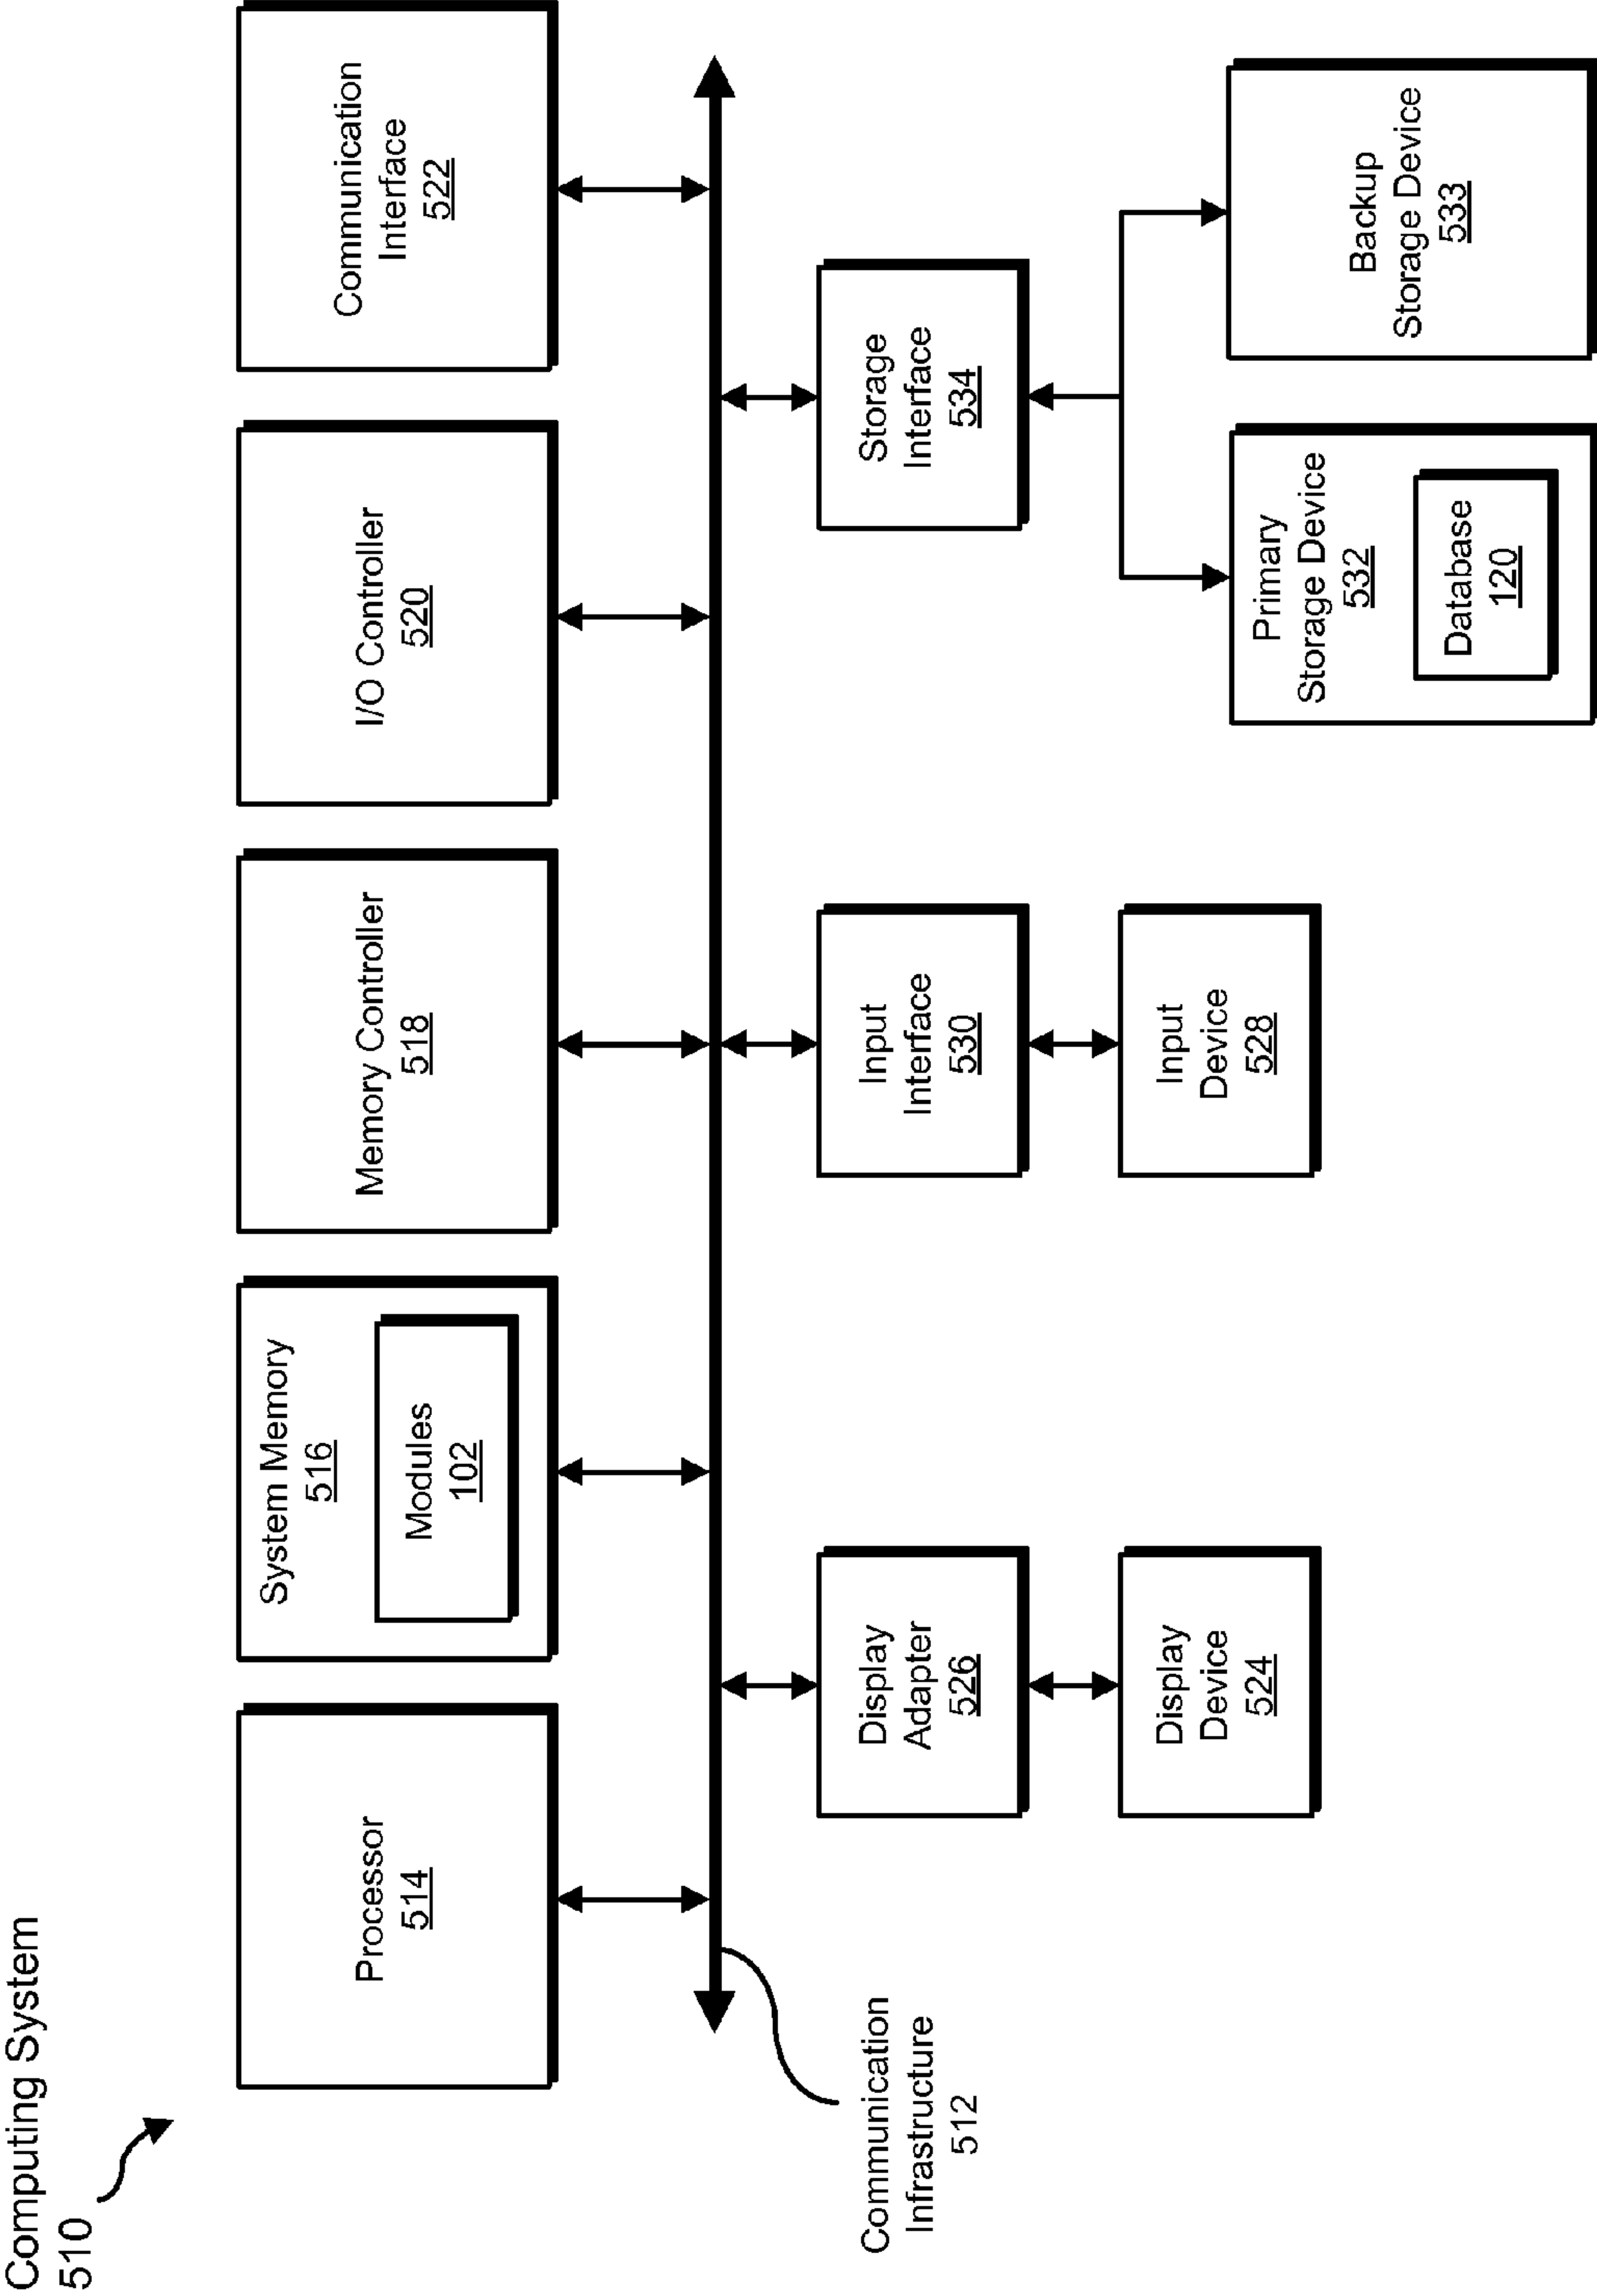 Computing System
510
Processor
514
System Memory
516
Modules
102
Memory Controller
518
I/O Controller
520
Communication
Interface
522
Communication
Infrastructure
512
Display
Adapter
526
Input
Interface
530
Storage
Interface
534
Display
Device
524
Input
Device
528
Primary
Storage Device
532
Database
120
Backup
Storage Device
533